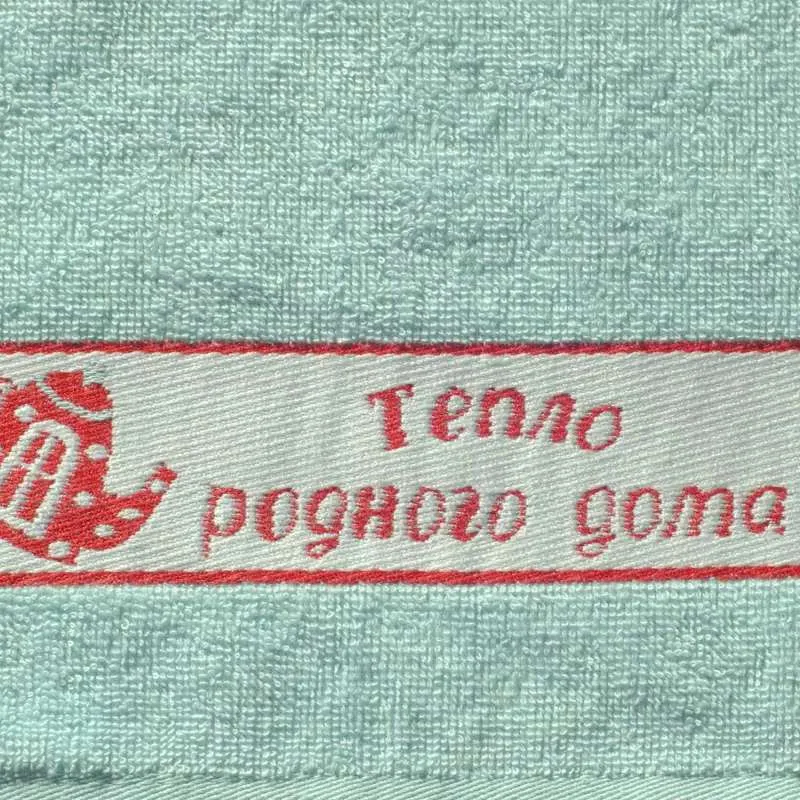 Тепло
родного дома